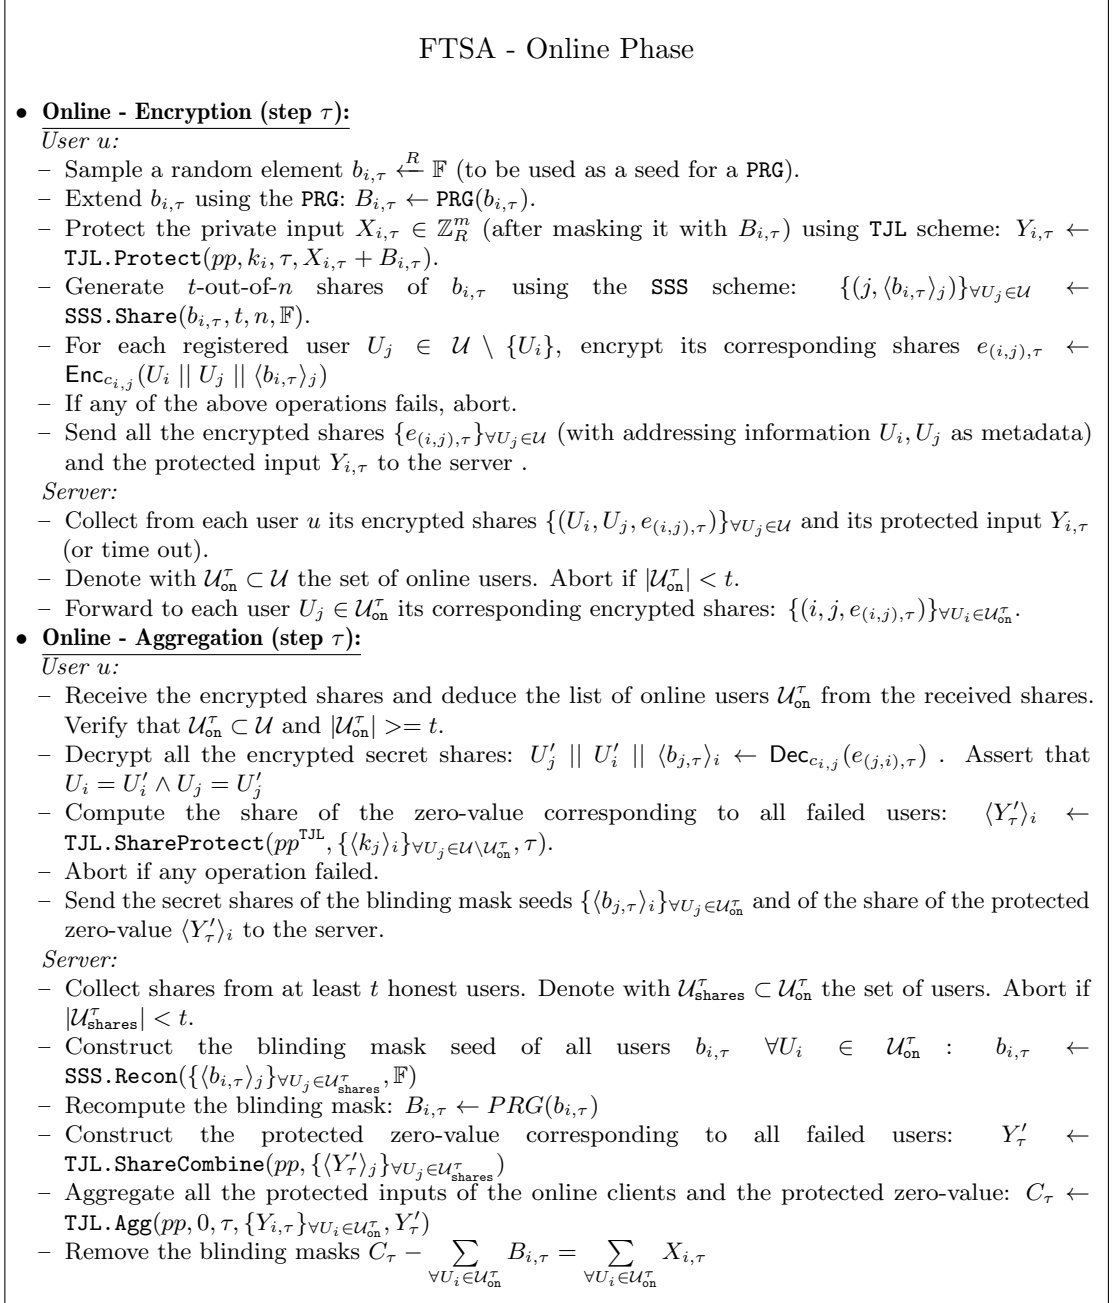 FTSA - Online Phase
• Online - Encryption (step τ):
User u:
– Sample a random element b_{i,τ} ←^R 𝔽 (to be used as a seed for a PRG).
– Extend b_{i,τ} using the PRG: B_{i,τ} ← PRG(b_{i,τ}).
– Protect the private input X_{i,τ} ∈ ℤ_R^m (after masking it with B_{i,τ}) using TJL scheme: Y_{i,τ} ←
TJL.Protect(pp, k_i, τ, X_{i,τ} + B_{i,τ}).
– Generate t-out-of-n shares of b_{i,τ} using the SSS scheme: {(j, ⟨b_{i,τ}⟩_j)}_{∀U_j∈𝒰} ←
SSS.Share(b_{i,τ}, t, n, 𝔽).
– For each registered user U_j ∈ 𝒰 \ {U_i}, encrypt its corresponding shares e_{(i,j),τ} ←
Enc_{c_{i,j}}(U_i || U_j || ⟨b_{i,τ}⟩_j)
– If any of the above operations fails, abort.
– Send all the encrypted shares {e_{(i,j),τ}}_{∀U_j∈𝒰} (with addressing information U_i, U_j as metadata)
and the protected input Y_{i,τ} to the server .
Server:
– Collect from each user u its encrypted shares {(U_i, U_j, e_{(i,j),τ})}_{∀U_j∈𝒰} and its protected input Y_{i,τ}
(or time out).
– Denote with 𝒰_on^τ ⊂ 𝒰 the set of online users. Abort if |𝒰_on^τ| < t.
– Forward to each user U_j ∈ 𝒰_on^τ its corresponding encrypted shares: {(i, j, e_{(i,j),τ})}_{∀U_i∈𝒰_on^τ}.
• Online - Aggregation (step τ):
User u:
– Receive the encrypted shares and deduce the list of online users 𝒰_on^τ from the received shares.
Verify that 𝒰_on^τ ⊂ 𝒰 and |𝒰_on^τ| >= t.
– Decrypt all the encrypted secret shares: U′_j || U′_i || ⟨b_{j,τ}⟩_i ← Dec_{c_{i,j}}(e_{(j,i),τ}) . Assert that
U_i = U′_i ∧ U_j = U′_j
– Compute the share of the zero-value corresponding to all failed users: ⟨Y′_τ⟩_i ←
TJL.ShareProtect(pp^{TJL}, {⟨k_j⟩_i}_{∀U_j∈𝒰\𝒰_on^τ}, τ).
– Abort if any operation failed.
– Send the secret shares of the blinding mask seeds {⟨b_{j,τ}⟩_i}_{∀U_j∈𝒰_on^τ} and of the share of the protected
zero-value ⟨Y′_τ⟩_i to the server.
Server:
– Collect shares from at least t honest users. Denote with 𝒰_shares^τ ⊂ 𝒰_on^τ the set of users. Abort if
|𝒰_shares^τ| < t.
– Construct the blinding mask seed of all users b_{i,τ} ∀U_i ∈ 𝒰_on^τ : b_{i,τ} ←
SSS.Recon({⟨b_{i,τ}⟩_j}_{∀U_j∈𝒰_shares^τ}, 𝔽)
– Recompute the blinding mask: B_{i,τ} ← PRG(b_{i,τ})
– Construct the protected zero-value corresponding to all failed users: Y′_τ ←
TJL.ShareCombine(pp, {⟨Y′_τ⟩_j}_{∀U_j∈𝒰_shares^τ})
– Aggregate all the protected inputs of the online clients and the protected zero-value: C_τ ←
TJL.Agg(pp, 0, τ, {Y_{i,τ}}_{∀U_i∈𝒰_on^τ}, Y′_τ)
– Remove the blinding masks C_τ − ∑_{∀U_i∈𝒰_on^τ} B_{i,τ} = ∑_{∀U_i∈𝒰_on^τ} X_{i,τ}